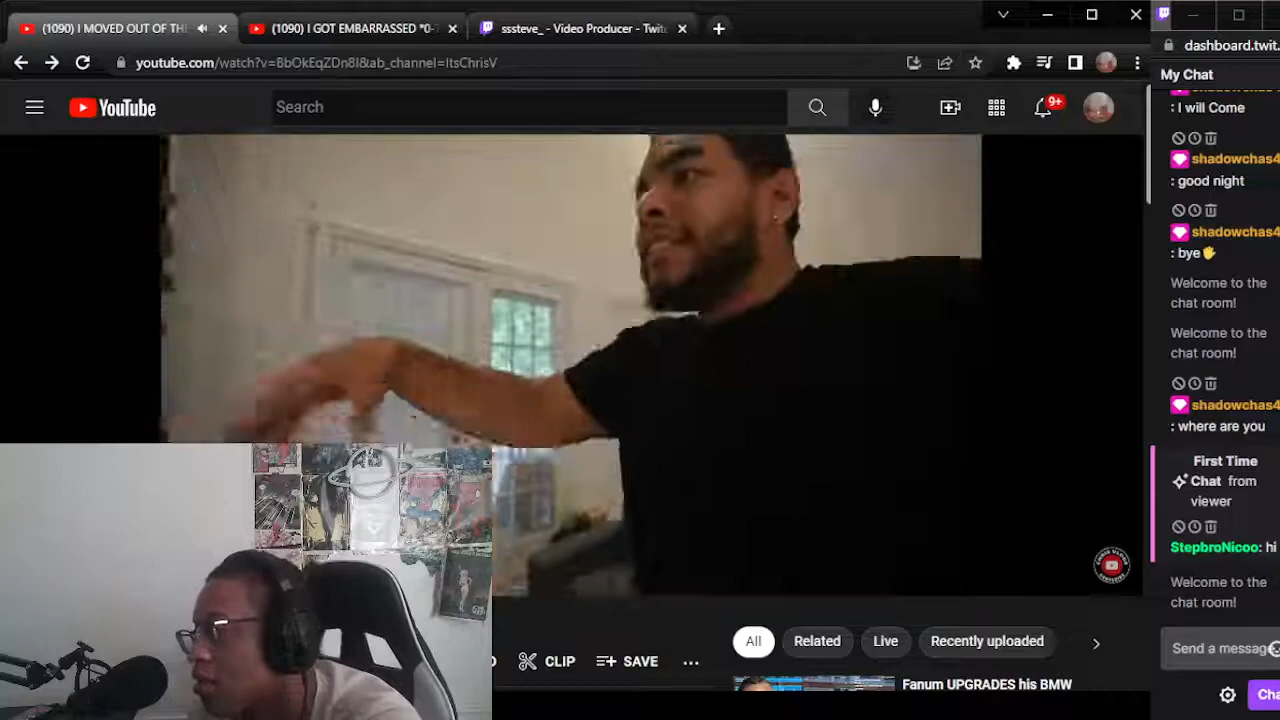 (1090) I MOVED OUT OF TH
(1090) I GOT EMBARRASSED *0-
sssteve_ - Video Producer - Twit
youtube.com/watch?v=BbOkEqZDn8I&ab_channel=ItsChrisV
dashboard.twit.
YouTube
Search
9+
My Chat
shadowchas4
: I will Come
shadowchas4
: good night
shadowchas4
: bye
Welcome to the
chat room!
Welcome to the
chat room!
shadowchas4
: where are you
First Time
Chat from
viewer
StepbroNicoo: hi
Welcome to the
chat room!
Send a message
Cha
CLIP
SAVE
All
Related
Live
Recently uploaded
Fanum UPGRADES his BMW